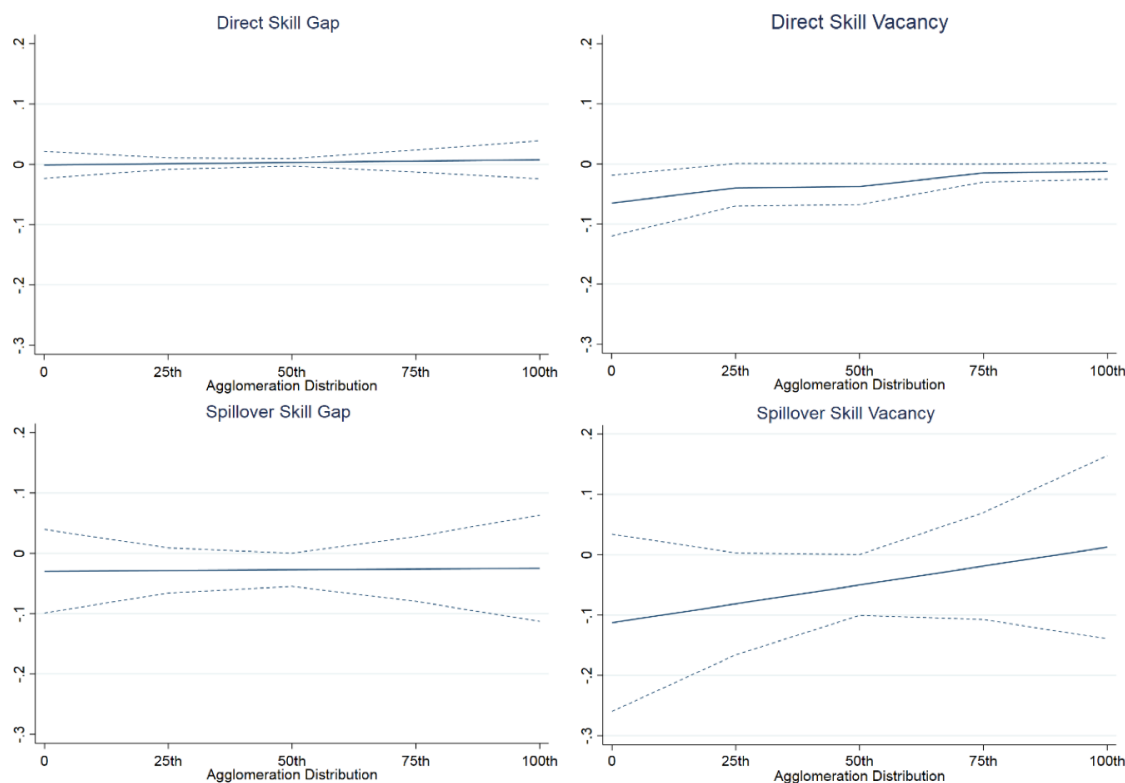 Direct Skill Gap
.2
.1
0
-.1
-.2
-.3
0 25th 50th 75th 100th
Agglomeration Distribution
Direct Skill Vacancy
.2
.1
0
-.1
-.2
-.3
0 25th 50th 75th 100th
Agglomeration Distribution
Spillover Skill Gap
.2
.1
0
-.1
-.2
-.3
0 25th 50th 75th 100th
Agglomeration Distribution
Spillover Skill Vacancy
.2
.1
0
-.1
-.2
-.3
0 25th 50th 75th 100th
Agglomeration Distribution